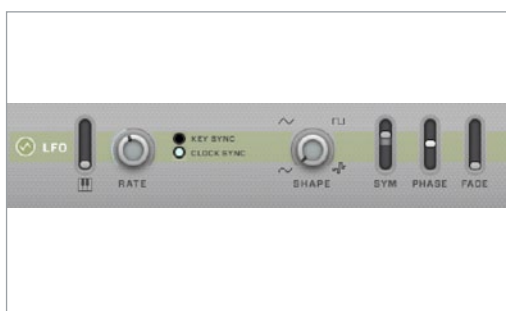 LFO
KEY SYNC
CLOCK SYNC
RATE
SHAPE
SYM
PHASE
FADE